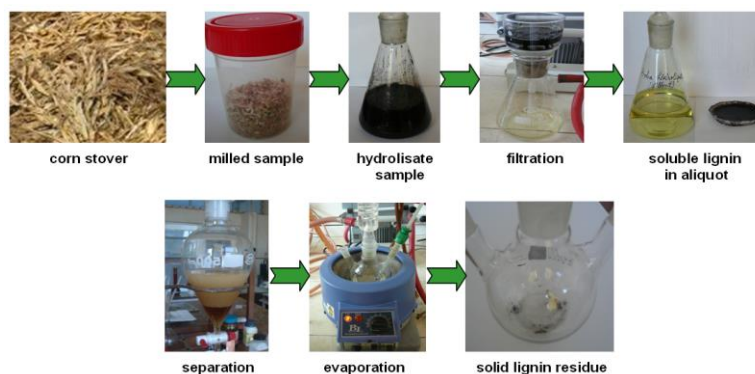 corn stover
milled sample
hydrolisate
sample
filtration
soluble lignin
in aliquot
separation
evaporation
solid lignin residue